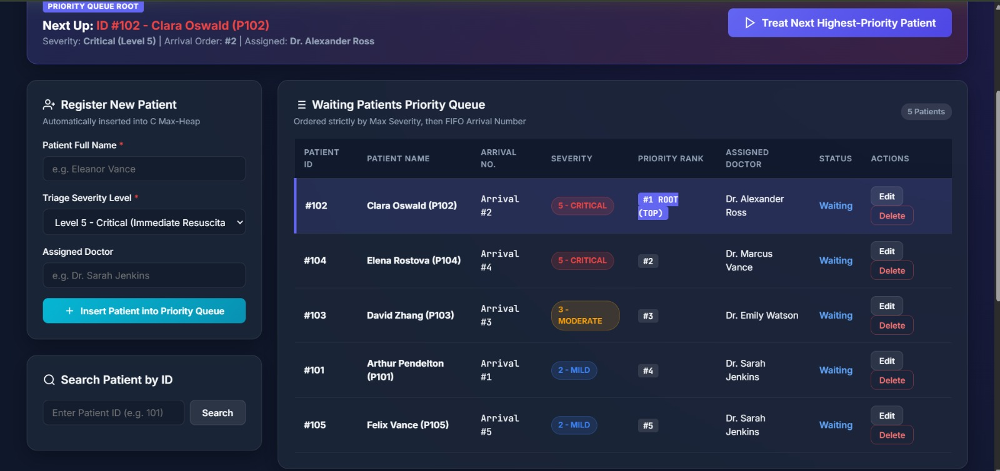 PRIORITY QUEUE ROOT
Next Up: ID #102 - Clara Oswald (P102)
Severity: Critical (Level 5) | Arrival Order: #2 | Assigned: Dr. Alexander Ross
Treat Next Highest-Priority Patient
Register New Patient
Automatically inserted into C Max-Heap
Patient Full Name *
e.g. Eleanor Vance
Triage Severity Level *
Level 5 - Critical (Immediate Resuscita
Assigned Doctor
e.g. Dr. Sarah Jenkins
+ Insert Patient into Priority Queue
Search Patient by ID
Enter Patient ID (e.g. 101)
Search
Waiting Patients Priority Queue
Ordered strictly by Max Severity, then FIFO Arrival Number
5 Patients
PATIENT
ID
PATIENT NAME
ARRIVAL
NO.
SEVERITY
PRIORITY RANK
ASSIGNED
DOCTOR
STATUS
ACTIONS
#102
Clara Oswald (P102)
Arrival
#2
5 - CRITICAL
#1 ROOT
(TOP)
Dr. Alexander
Ross
Waiting
Edit
Delete
#104
Elena Rostova (P104)
Arrival
#4
5 - CRITICAL
#2
Dr. Marcus
Vance
Waiting
Edit
Delete
#103
David Zhang (P103)
Arrival
#3
3 -
MODERATE
#3
Dr. Emily Watson
Waiting
Edit
Delete
#101
Arthur Pendelton
(P101)
Arrival
#1
2 - MILD
#4
Dr. Sarah
Jenkins
Waiting
Edit
Delete
#105
Felix Vance (P105)
Arrival
#5
2 - MILD
#5
Dr. Sarah
Jenkins
Waiting
Edit
Delete